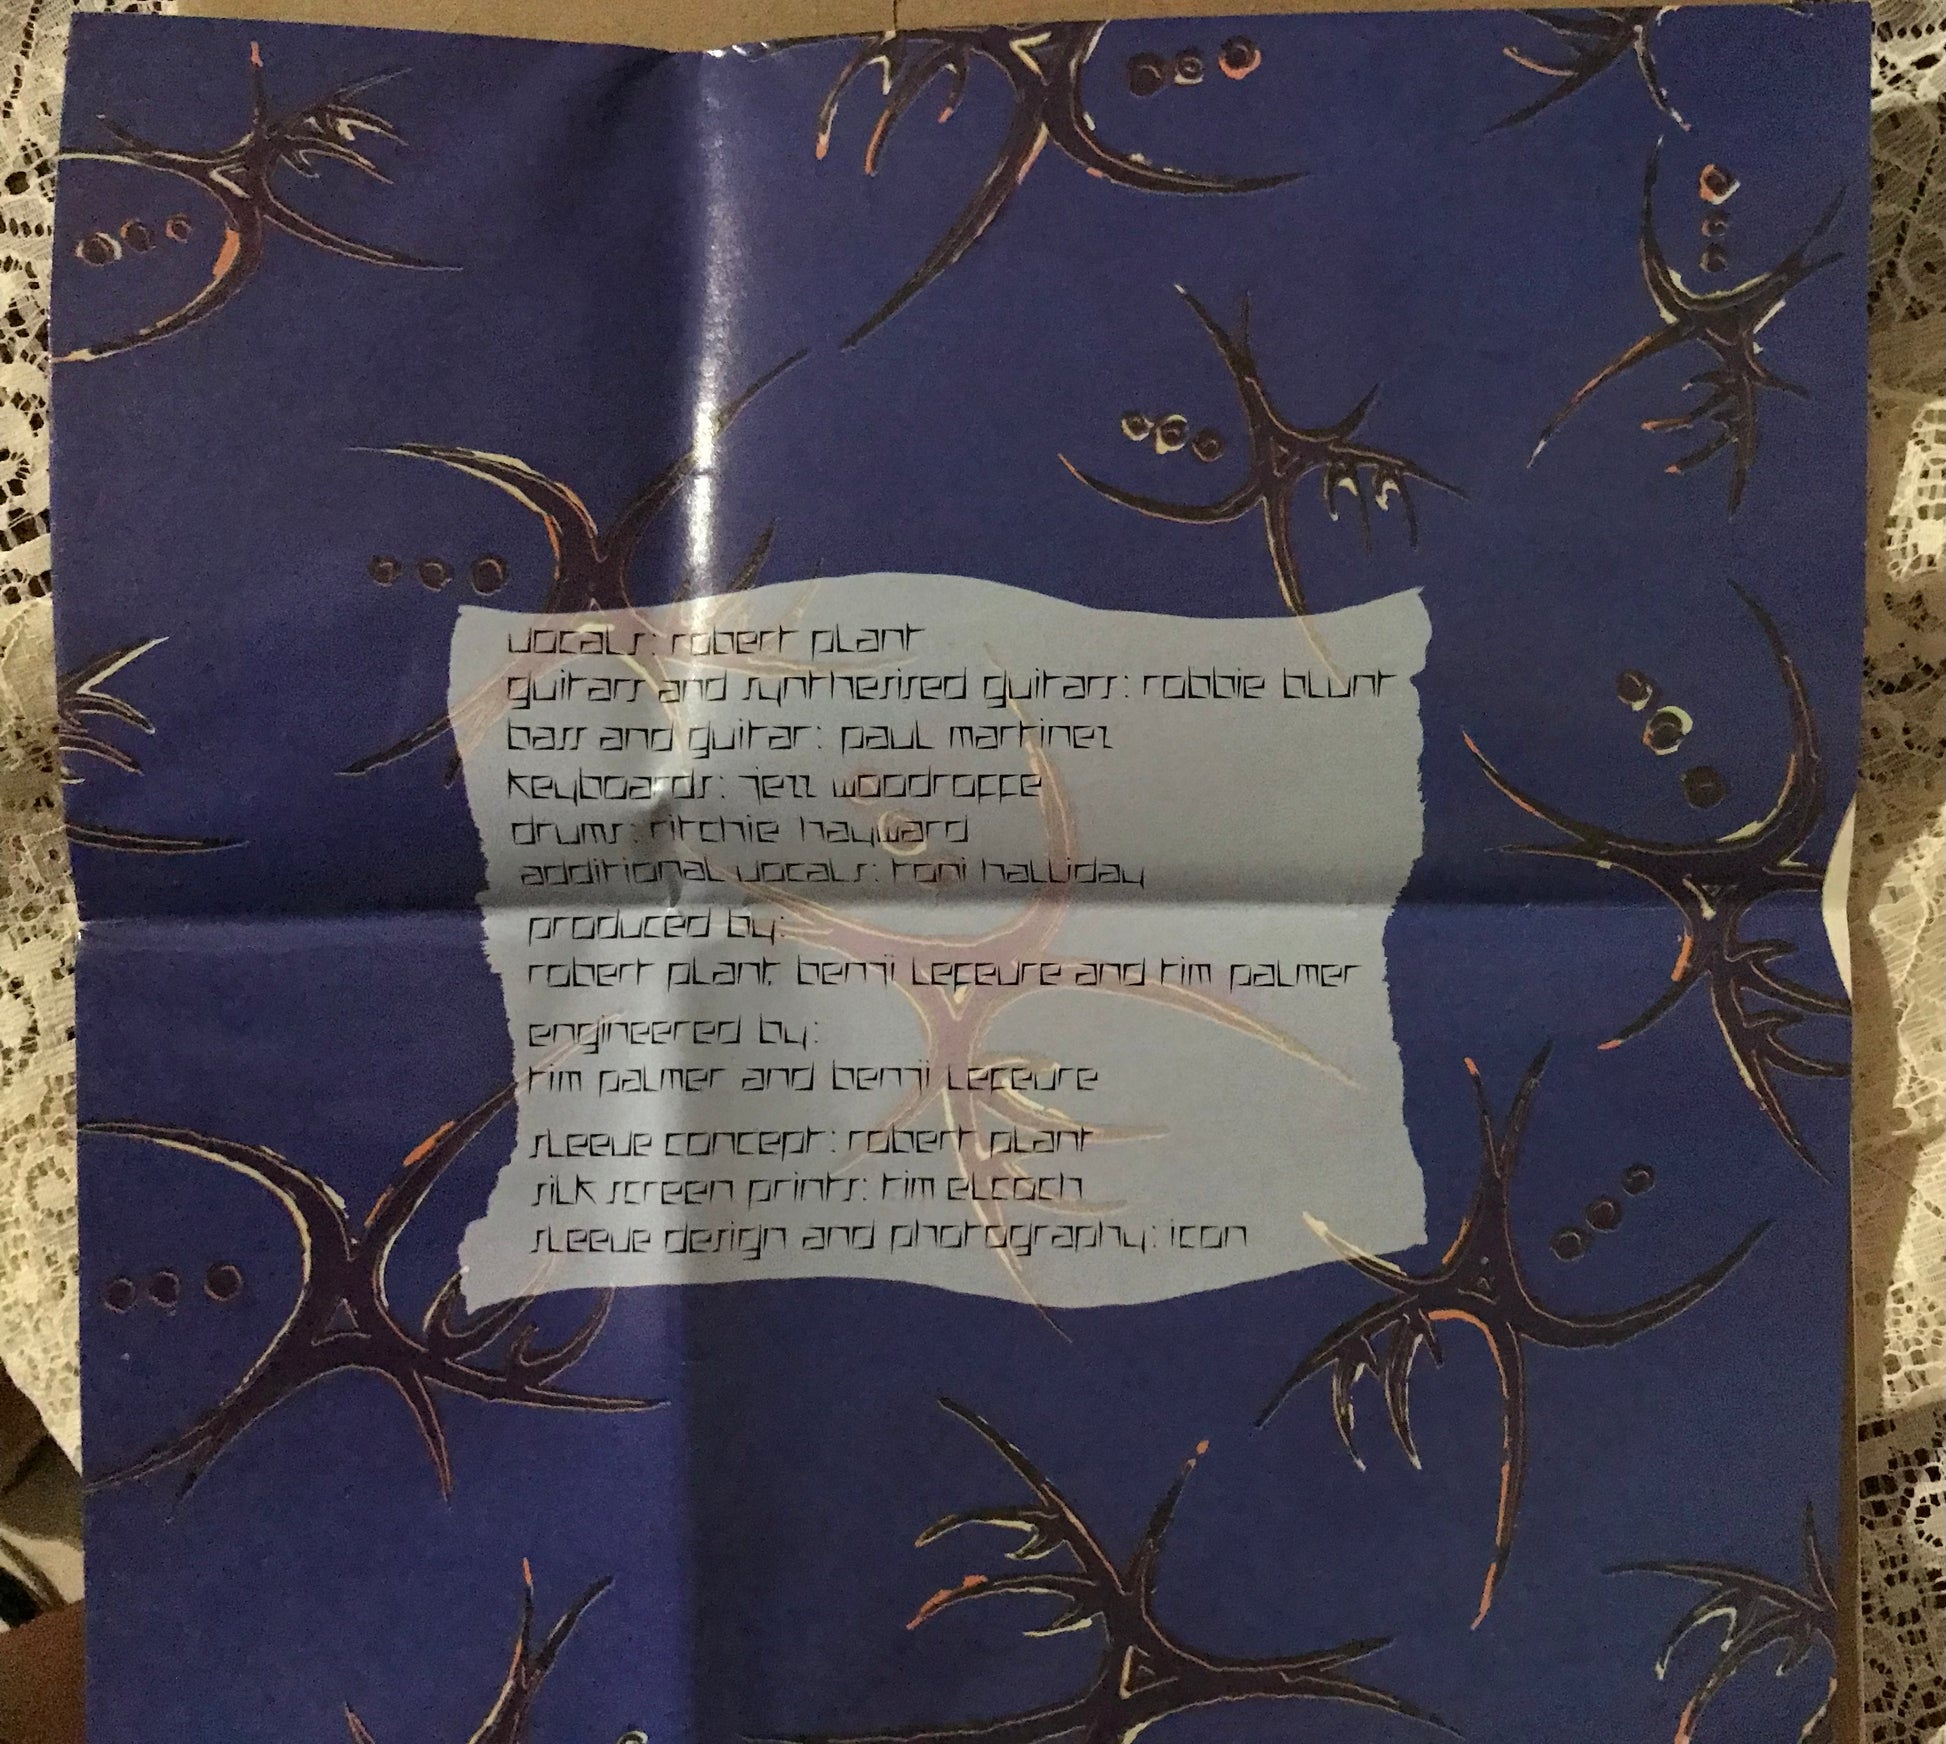 vocals: robert plant
guitars and synthesised guitars: robbie blunt
bass and guitar: paul martinez
keyboards: jezz woodroffe
drums: ritchie hayward
additional vocals: toni halliday
produced by:
robert plant, benji lefevre and tim palmer
engineered by:
tim palmer and benji lefevre
sleeve concept: robert plant
silk screen prints: tim elcoch
sleeve design and photography: icon